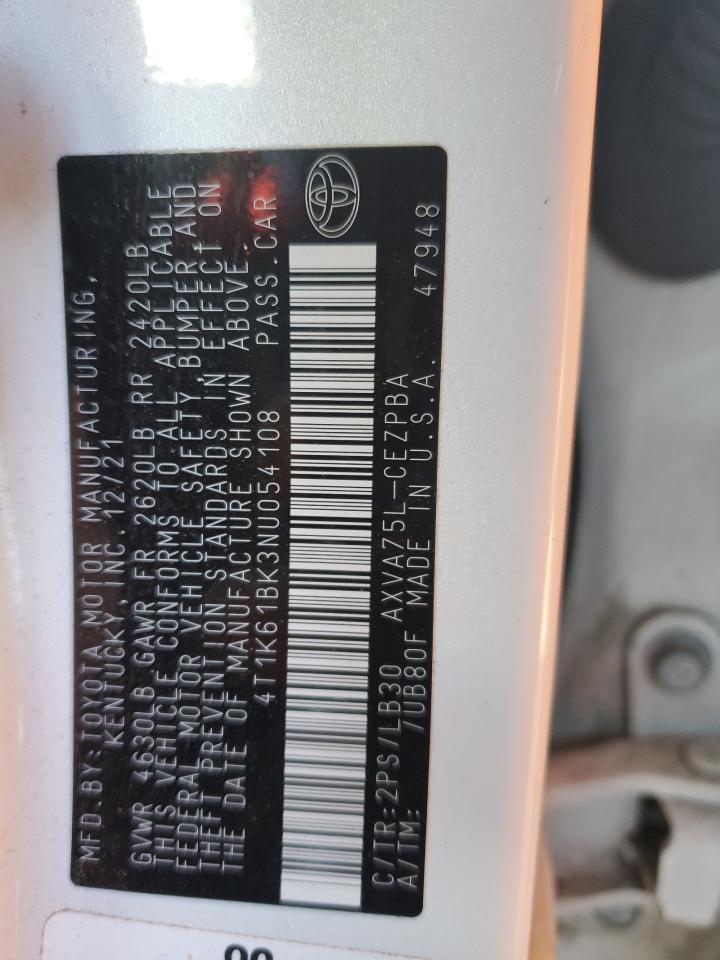 MFD.BY:TOYOTA MOTOR MANUFACTURING,
KENTUCKY,INC. 12/21
GVWR 4630LB GAWR FR 2620LB RR 2420LB
THIS VEHICLE CONFORMS TO ALL APPLICABLE
FEDERAL MOTOR VEHICLE SAFETY,BUMPER,AND
THEFT PREVENTION STANDARDS IN EFFECT ON
THE DATE OF MANUFACTURE SHOWN ABOVE.
4T1K61BK3NU054108 PASS.CAR
C/TR:2PS/LB30 AXVA75L-CEZPBA
A/TM: /UB80F MADE IN U.S.A. 47948